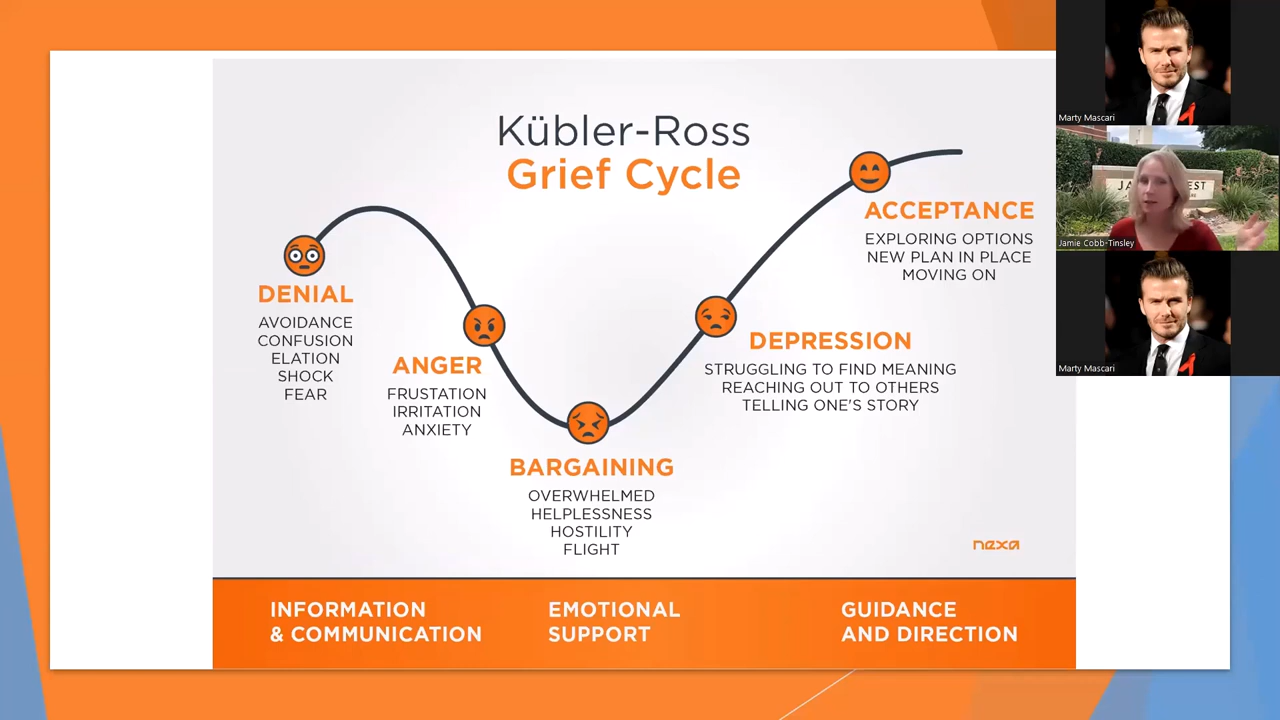 Kübler-Ross
Grief Cycle
DENIAL
AVOIDANCE
CONFUSION
ELATION
SHOCK
FEAR
ANGER
FRUSTATION
IRRITATION
ANXIETY
BARGAINING
OVERWHELMED
HELPLESSNESS
HOSTILITY
FLIGHT
DEPRESSION
STRUGGLING TO FIND MEANING
REACHING OUT TO OTHERS
TELLING ONE'S STORY
ACCEPTANCE
EXPLORING OPTIONS
NEW PLAN IN PLACE
MOVING ON
nexa
INFORMATION
& COMMUNICATION
EMOTIONAL
SUPPORT
GUIDANCE
AND DIRECTION
Marty Mascari
Jamie Cobb-Tinsley
Marty Mascari